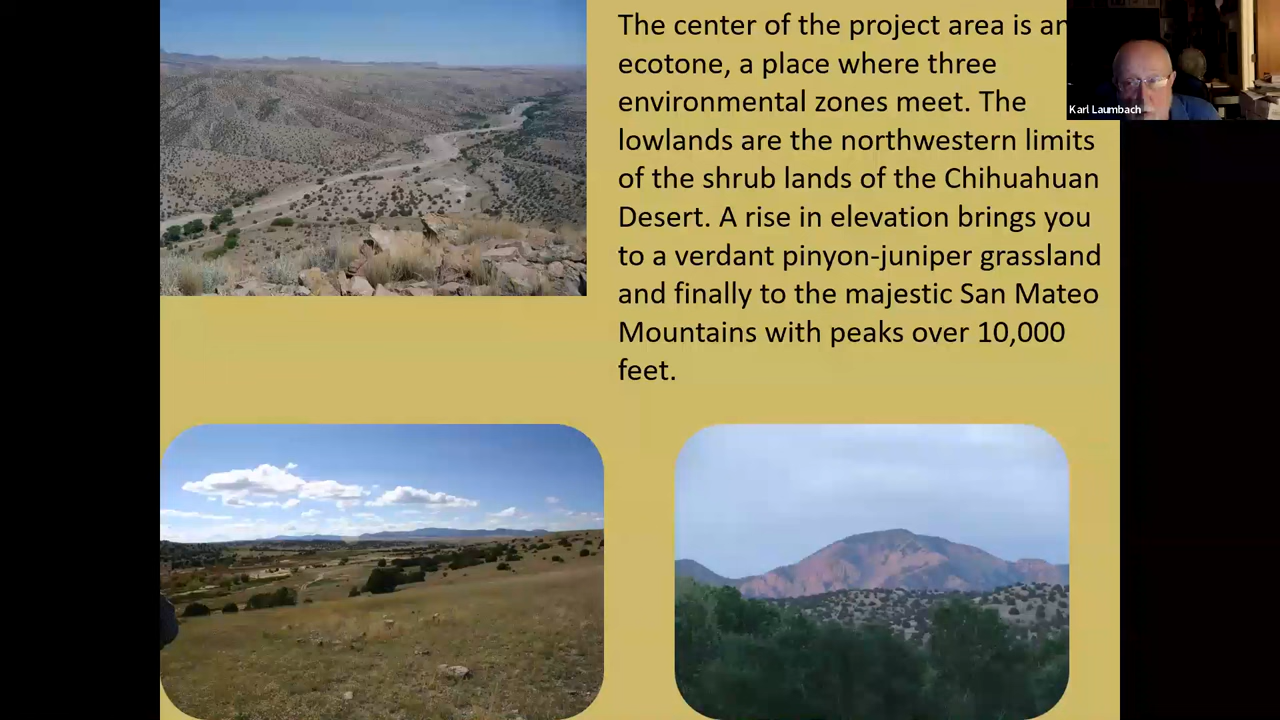 The center of the project area is an
ecotone, a place where three
environmental zones meet. The
lowlands are the northwestern limits
of the shrub lands of the Chihuahuan
Desert. A rise in elevation brings you
to a verdant pinyon-juniper grassland
and finally to the majestic San Mateo
Mountains with peaks over 10,000
feet.
Karl Laumbach